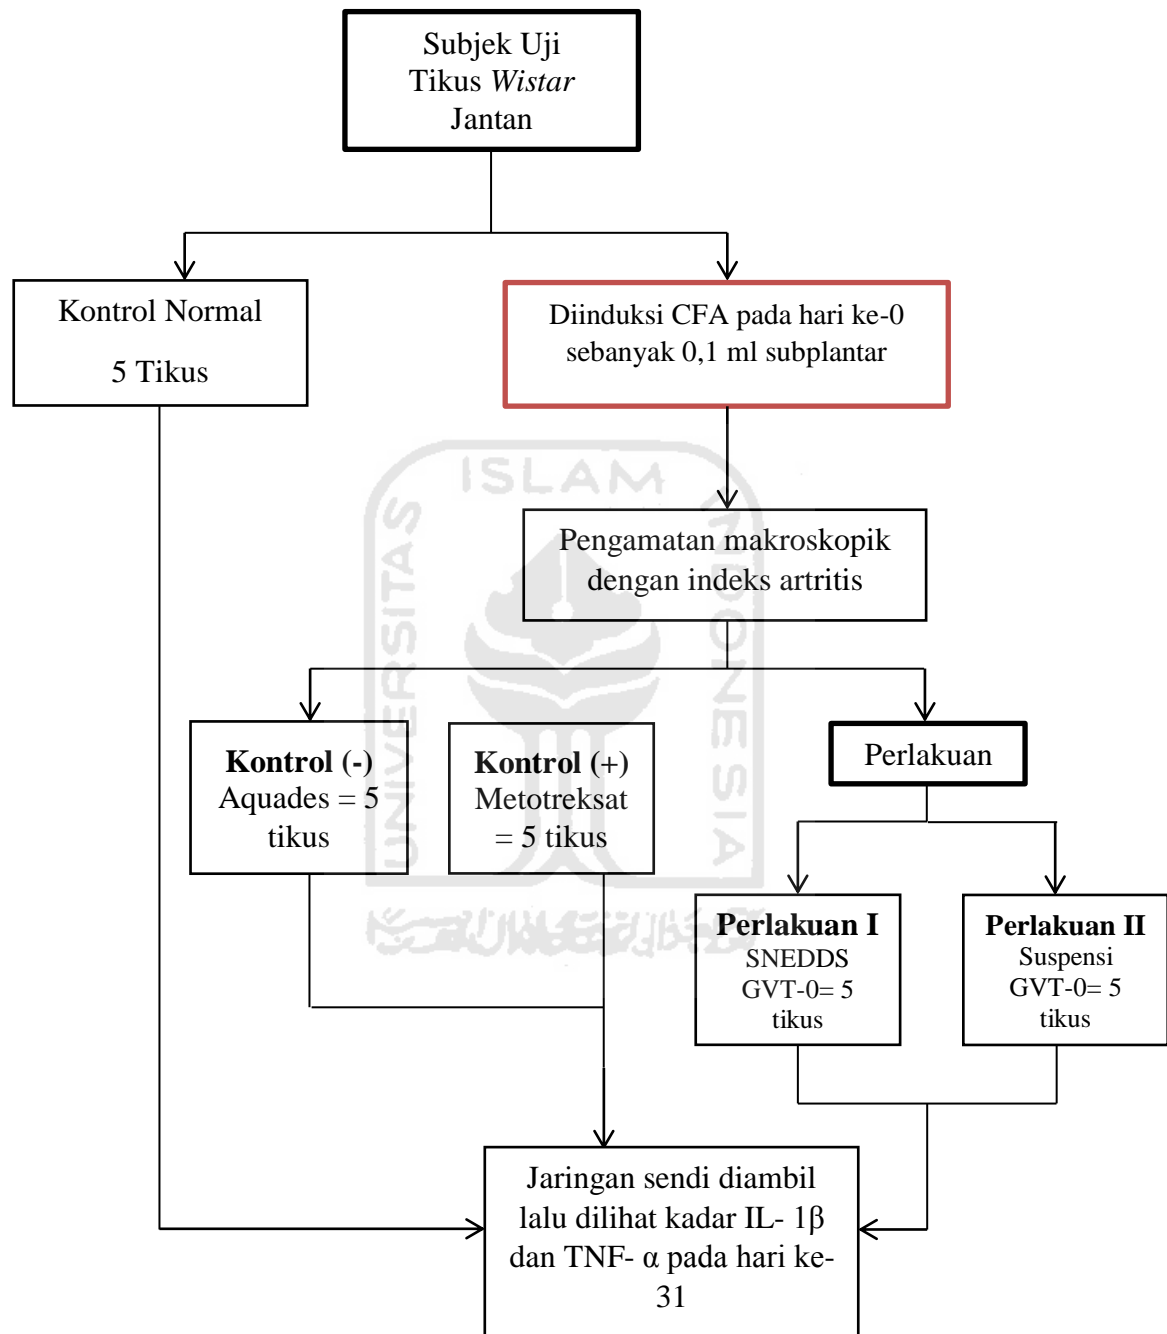 Subjek Uji
Tikus Wistar
Jantan
Kontrol Normal
5 Tikus
Diinduksi CFA pada hari ke-0
sebanyak 0,1 ml subplantar
ISLAM
UNIVERSITAS
INDONESIA
Pengamatan makroskopik
dengan indeks artritis
Kontrol (-)
Aquades = 5
tikus
Kontrol (+)
Metotreksat
= 5 tikus
Perlakuan
Perlakuan I
SNEDDS
GVT-0= 5
tikus
Perlakuan II
Suspensi
GVT-0= 5
tikus
Jaringan sendi diambil
lalu dilihat kadar IL- 1β
dan TNF- α pada hari ke-
31